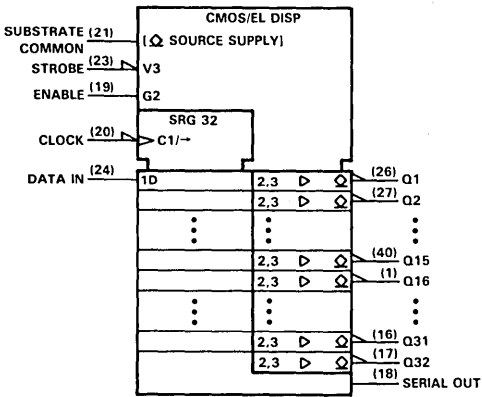 CMOS/EL DISP
SUBSTRATE COMMON (21) [⎐ SOURCE SUPPLY]
STROBE (23) V3
ENABLE (19) G2
SRG 32
CLOCK (20) C1/→
DATA IN (24) 1D 2,3 (26) Q1
2,3 (27) Q2
2,3 (40) Q15
2,3 (1) Q16
2,3 (16) Q31
2,3 (17) Q32
(18) SERIAL OUT